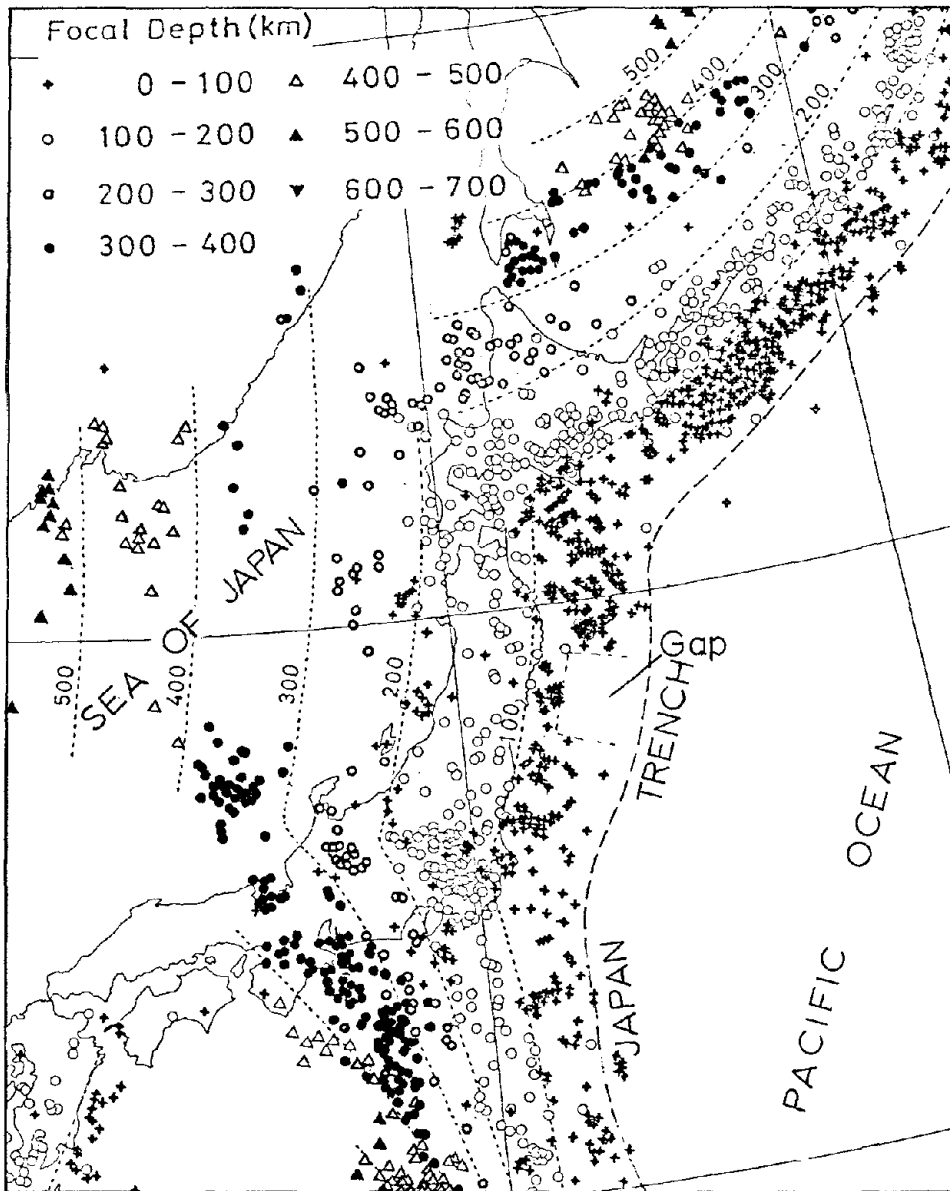 Focal Depth (km)
+ 0 - 100
○ 100 - 200
○ 200 - 300
● 300 - 400
△ 400 - 500
▲ 500 - 600
▼ 600 - 700
500
400
300
200
SEA OF JAPAN
500
400
300
200
100
Gap
JAPAN TRENCH
PACIFIC OCEAN